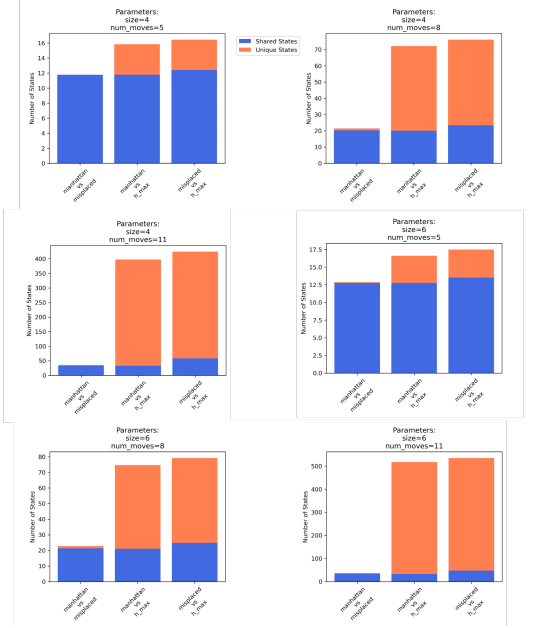 Parameters:
size=4
num_moves=5
Number of States
16
14
12
10
8
6
4
2
0
manhattan
vs
misplaced
manhattan
vs
h_max
misplaced
vs
h_max
Shared States
Unique States
Parameters:
size=4
num_moves=8
Number of States
70
60
50
40
30
20
10
0
manhattan
vs
misplaced
manhattan
vs
h_max
misplaced
vs
h_max
Parameters:
size=4
num_moves=11
Number of States
400
350
300
250
200
150
100
50
0
manhattan
vs
misplaced
manhattan
vs
h_max
misplaced
vs
h_max
Parameters:
size=6
num_moves=5
Number of States
17.5
15.0
12.5
10.0
7.5
5.0
2.5
0.0
manhattan
vs
misplaced
manhattan
vs
h_max
misplaced
vs
h_max
Parameters:
size=6
num_moves=8
Number of States
80
70
60
50
40
30
20
10
0
manhattan
vs
misplaced
manhattan
vs
h_max
misplaced
vs
h_max
Parameters:
size=6
num_moves=11
Number of States
500
400
300
200
100
0
manhattan
vs
misplaced
manhattan
vs
h_max
misplaced
vs
h_max